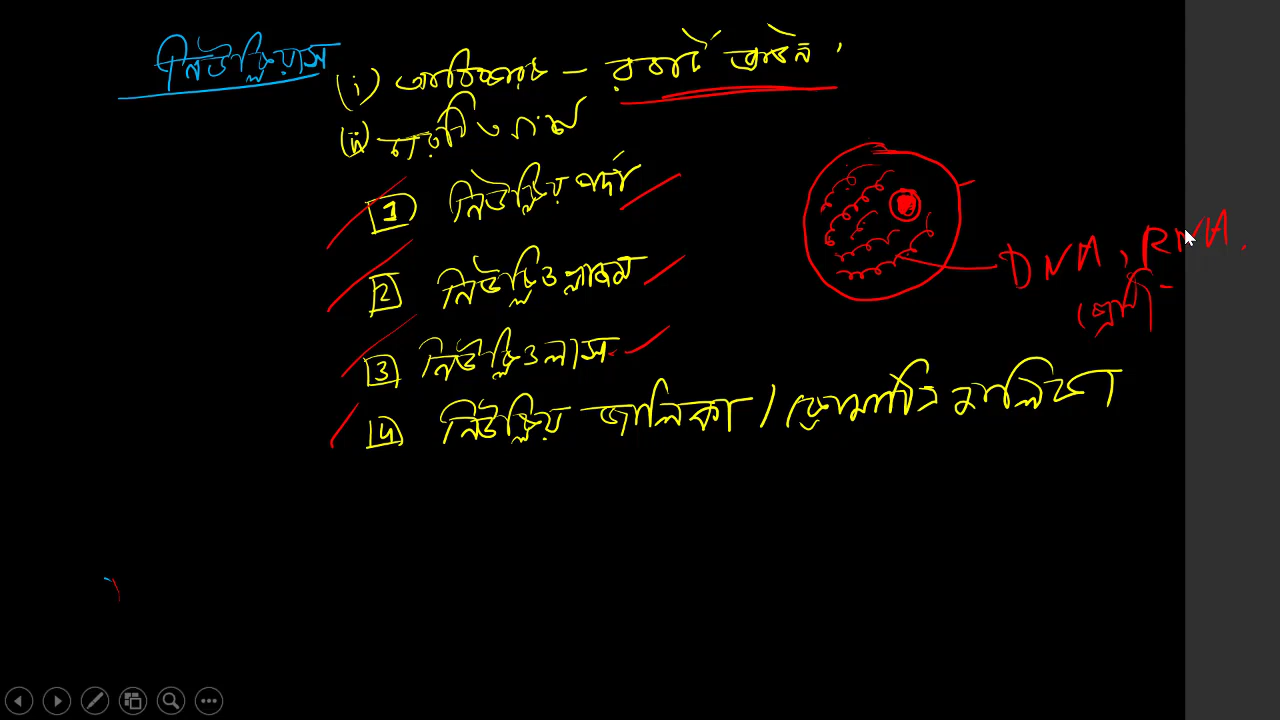 নিউক্লিয়াস
(i) আবিষ্কারক – রবার্ট ব্রাউন
(ii)
1 নিউক্লিয় পর্দা
2 নিউক্লিওপ্লাজম
3 নিউক্লিওলাস
4 নিউক্লিয় জালিকা / ক্রোমাটিন জালিকা
DNA, RNA.
প্রোটিন